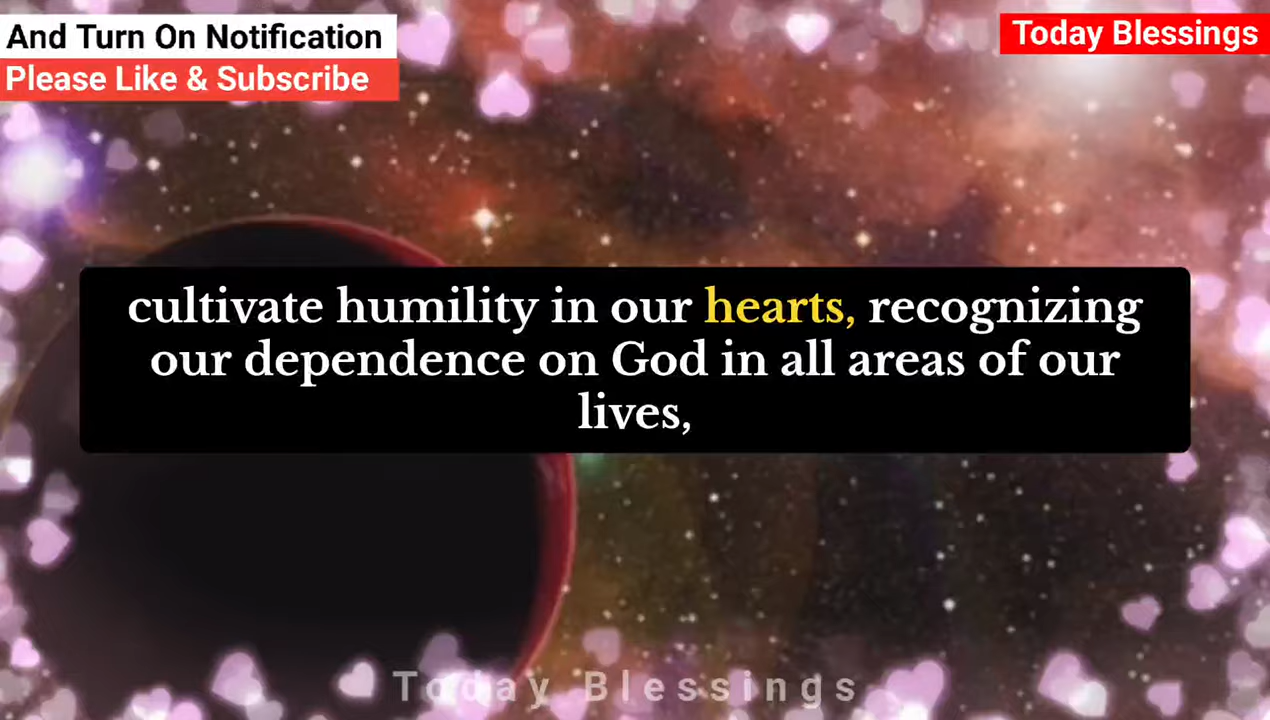 And Turn On Notification
Please Like & Subscribe
Today Blessings
cultivate humility in our hearts, recognizing
our dependence on God in all areas of our
lives,
Today Blessings